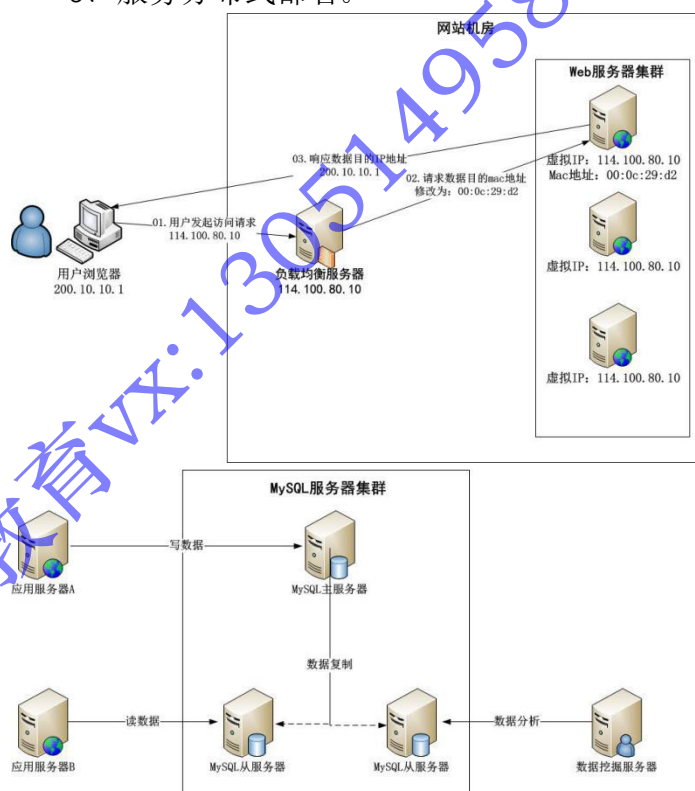 网站机房
Web服务器集群
虚拟IP: 114.100.80.10
Mac地址: 00:0c:29:d2
03.响应数据目的IP地址
200.10.10.1
02.请求数据目的mac地址
修改为: 00:0c:29:d2
01.用户发起访问请求
114.100.80.10
用户浏览器
200.10.10.1
负载均衡服务器
114.100.80.10
虚拟IP: 114.100.80.10
虚拟IP: 114.100.80.10
MySQL服务器集群
写数据
应用服务器A
MySQL主服务器
数据复制
读数据
数据分析
应用服务器B
MySQL从服务器
MySQL从服务器
数据挖掘服务器
教育vx:130514958